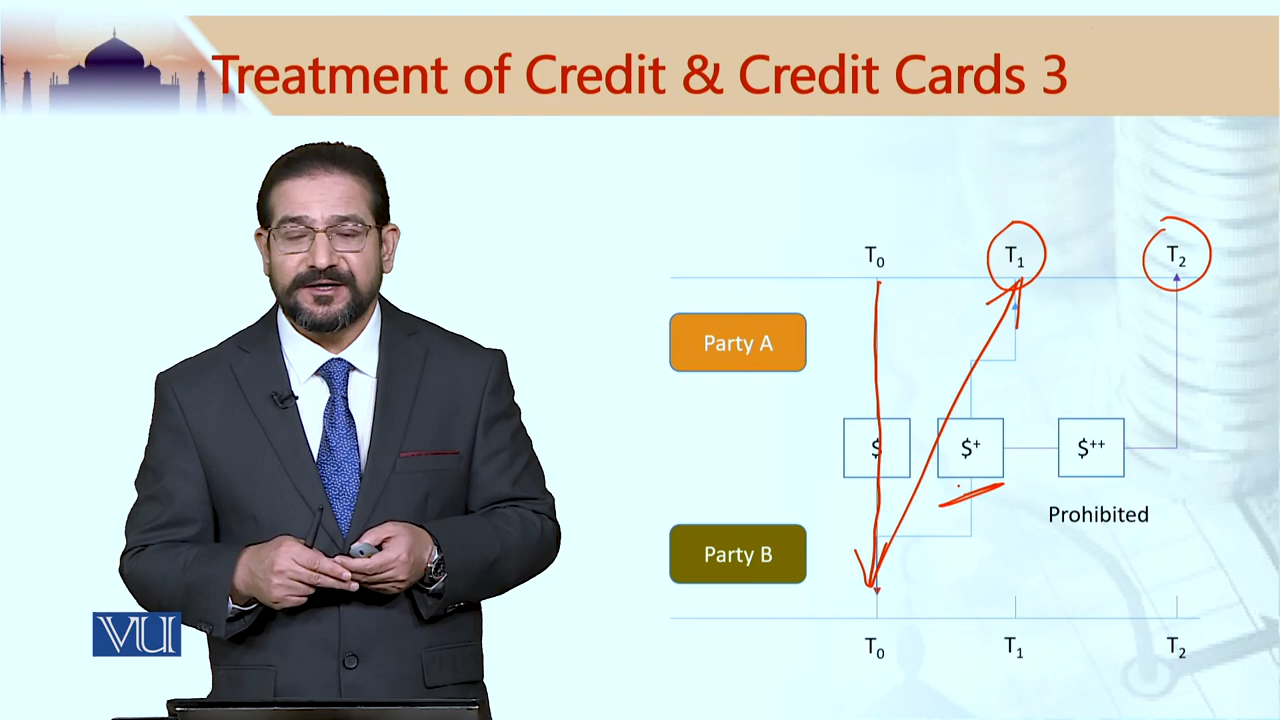 Treatment of Credit & Credit Cards 3
T₀ T₁ T₂
Party A
$ $⁺ $⁺⁺
Prohibited
Party B
T₀ T₁ T₂
VU